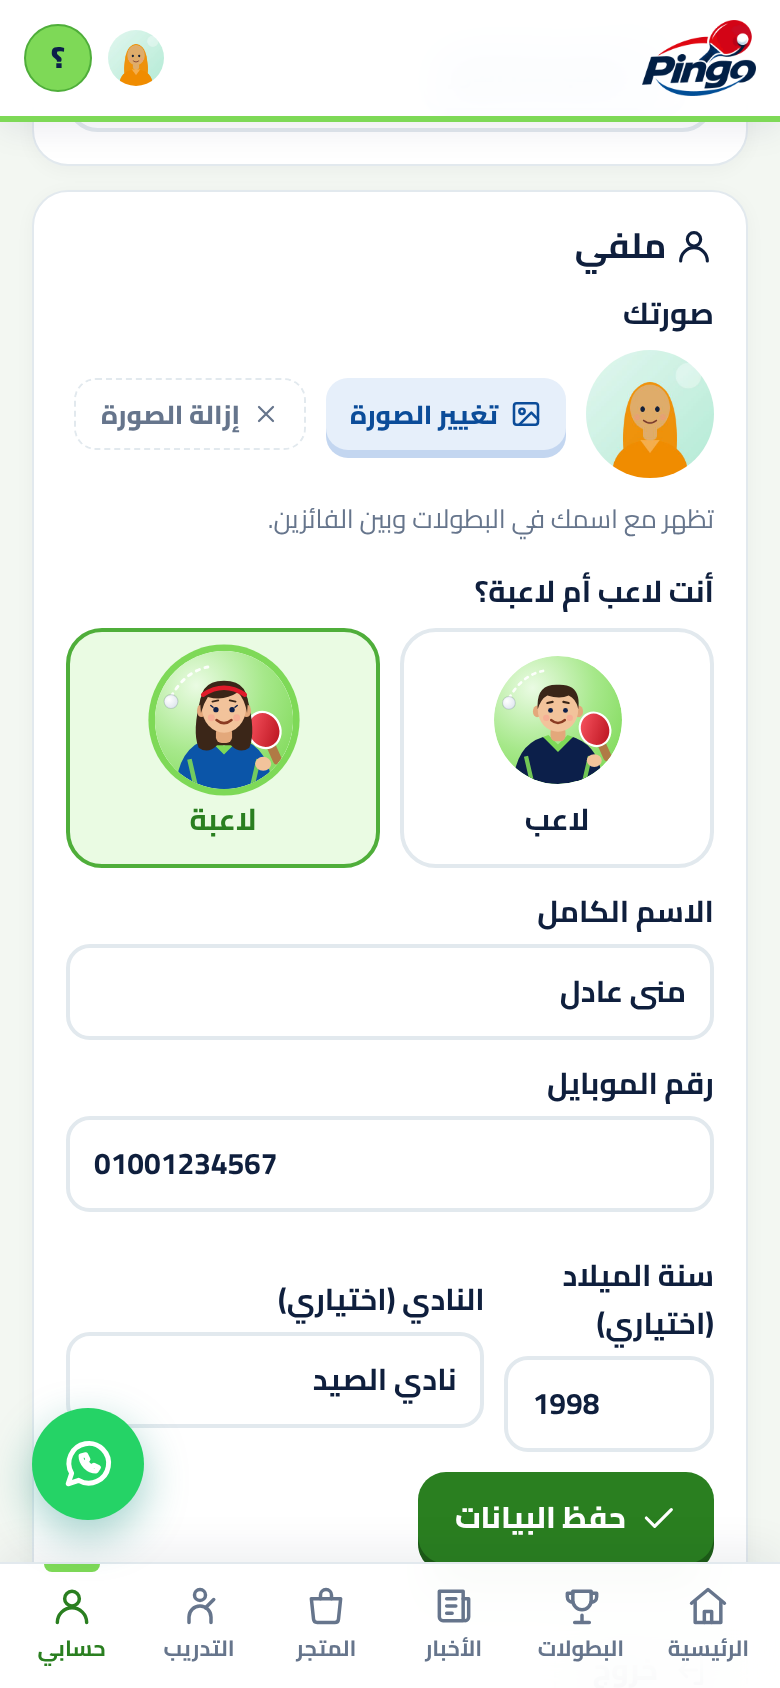 Pingo
؟
ملفي
صورتك
تغيير الصورة
إزالة الصورة
تظهر مع اسمك في البطولات وبين الفائزين.
أنت لاعب أم لاعبة؟
لاعب
لاعبة
الاسم الكامل
منى عادل
رقم الموبايل
01001234567
سنة الميلاد (اختياري)
1998
النادي (اختياري)
نادي الصيد
حفظ البيانات
الرئيسية
البطولات
الأخبار
المتجر
التدريب
حسابي